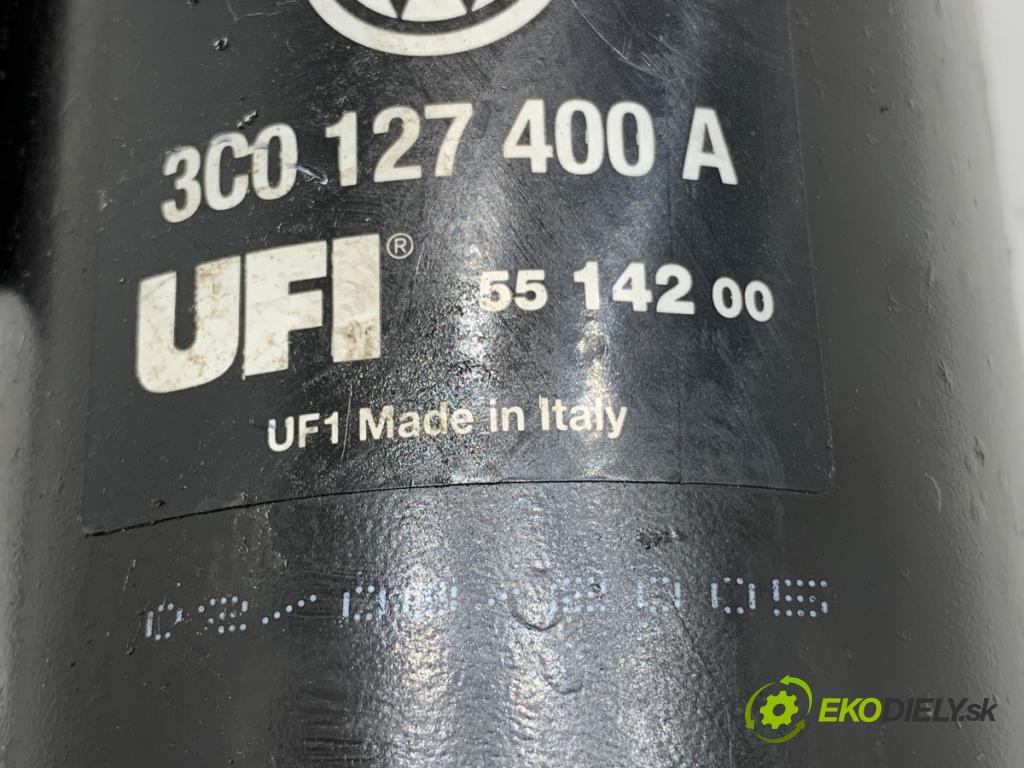 3C0 127 400 A
UFI® 55 142 00
UF1 Made in Italy
EKODIELY.sk